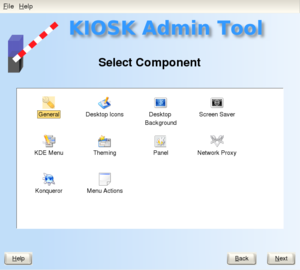 File Help
KIOSK Admin Tool
Select Component
General Desktop Icons Desktop Background Screen Saver
KDE Menu Theming Panel Network Proxy
Konqueror Menu Actions
Help Back Next